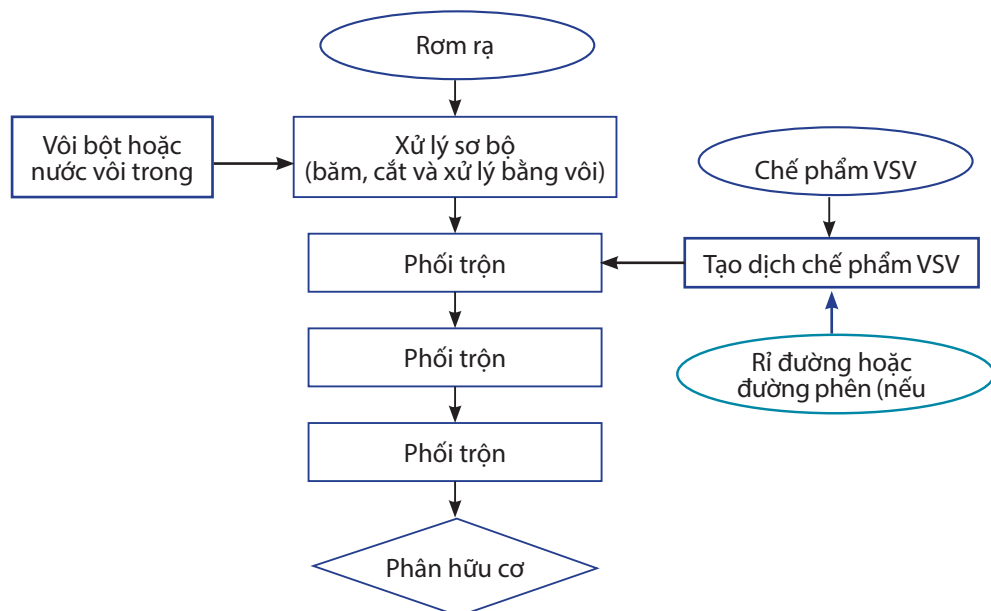 Rơm rạ
Vôi bột hoặc
nước vôi trong
Xử lý sơ bộ
(băm, cắt và xử lý bằng vôi)
Chế phẩm VSV
Phối trộn
Tạo dịch chế phẩm VSV
Phối trộn
Rỉ đường hoặc
đường phên (nếu
Phối trộn
Phân hữu cơ